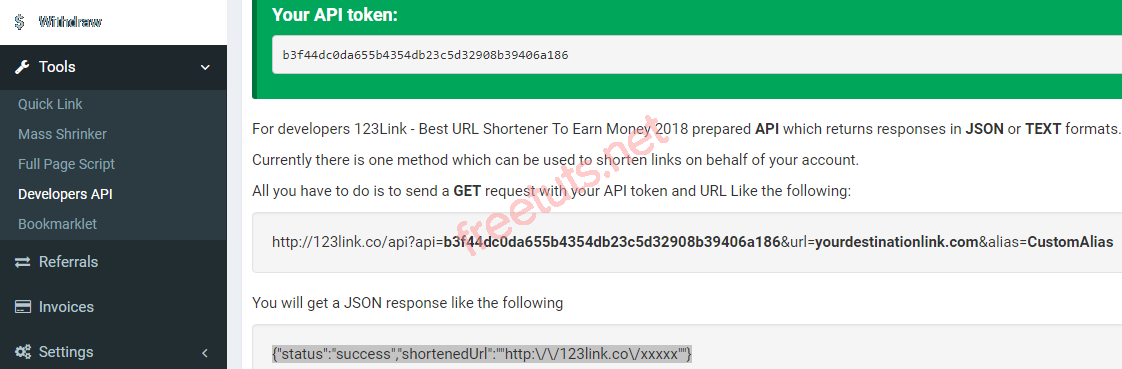 $ Withdraw
Tools
Quick Link
Mass Shrinker
Full Page Script
Developers API
Bookmarklet
Referrals
Invoices
Settings
Your API token:
b3f44dc0da655b4354db23c5d32908b39406a186
For developers 123Link - Best URL Shortener To Earn Money 2018 prepared API which returns responses in JSON or TEXT formats.
Currently there is one method which can be used to shorten links on behalf of your account.
All you have to do is to send a GET request with your API token and URL Like the following:
http://123link.co/api?api=b3f44dc0da655b4354db23c5d32908b39406a186&url=yourdestinationlink.com&alias=CustomAlias
You will get a JSON response like the following
{"status":"success","shortenedUrl":""http:\/\/123link.co\/xxxxx""}
freetuts.net